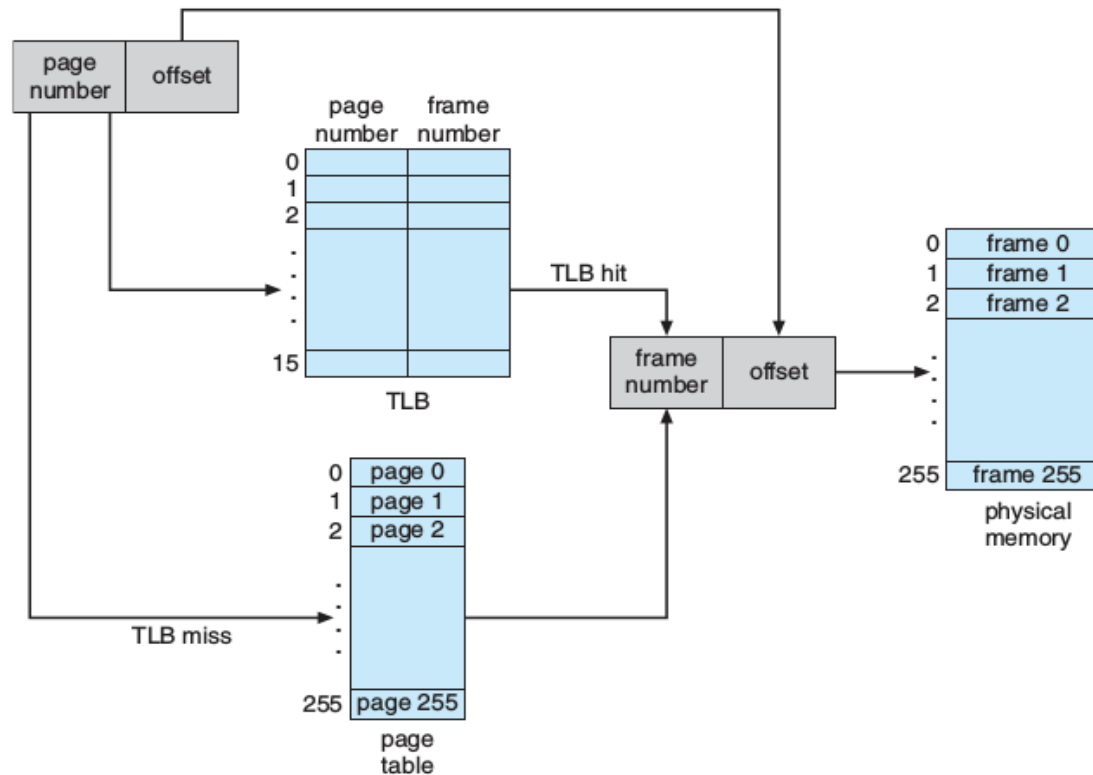 page
number
offset
page
number
frame
number
0
1
2
.
.
.
.
15
TLB
TLB hit
frame
number
offset
0
frame 0
1
frame 1
2
frame 2
.
.
.
.
255
frame 255
physical
memory
0
page 0
1
page 1
2
page 2
.
.
.
.
TLB miss
255
page 255
page
table